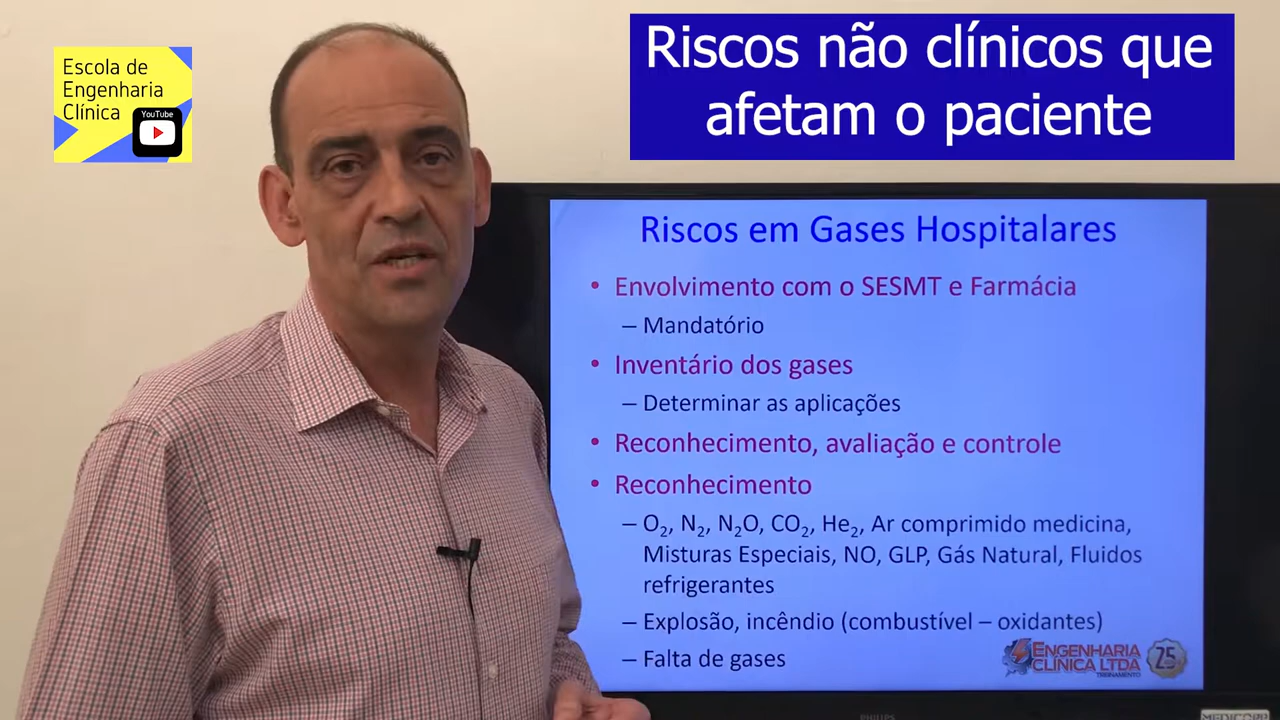 Escola de
Engenharia
Clínica
YouTube
Riscos não clínicos que
afetam o paciente
Riscos em Gases Hospitalares
• Envolvimento com o SESMT e Farmácia
– Mandatório
• Inventário dos gases
– Determinar as aplicações
• Reconhecimento, avaliação e controle
• Reconhecimento
– O₂, N₂, N₂O, CO₂, He₂, Ar comprimido medicina,
Misturas Especiais, NO, GLP, Gás Natural, Fluidos
refrigerantes
– Explosão, incêndio (combustível – oxidantes)
– Falta de gases
ENGENHARIA
CLÍNICA LTDA
TREINAMENTO
25
PHILIPS